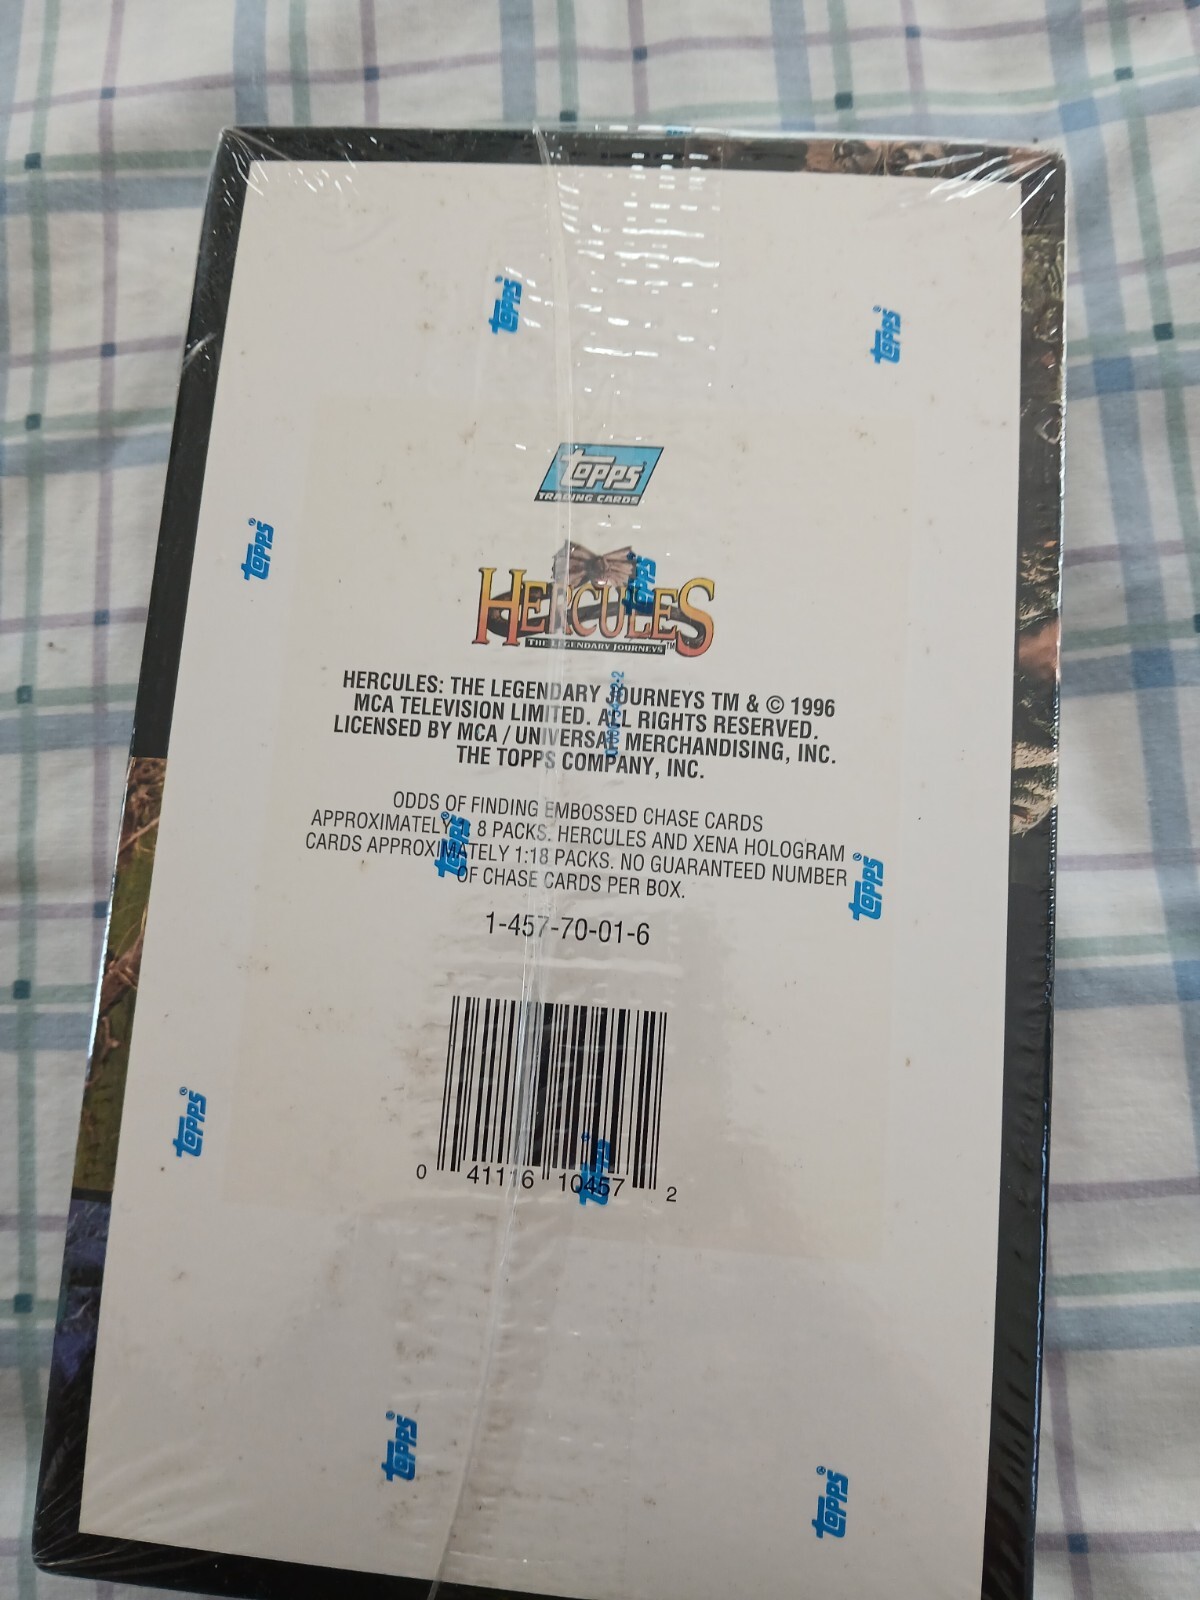 topps®
topps®
topps
TRADING CARDS
topps®
topps
HERCULES
THE LEGENDARY JOURNEYS TM
HERCULES: THE LEGENDARY JOURNEYS TM & © 1996
MCA TELEVISION LIMITED. ALL RIGHTS RESERVED.
LICENSED BY MCA / UNIVERSAL MERCHANDISING, INC.
THE TOPPS COMPANY, INC.
ODDS OF FINDING EMBOSSED CHASE CARDS
APPROXIMATELY 8 PACKS. HERCULES AND XENA HOLOGRAM
CARDS APPROXIMATELY 1:18 PACKS. NO GUARANTEED NUMBER
OF CHASE CARDS PER BOX.
topps®
topps®
1-457-70-01-6
topps®
topps®
0 41116 10457 2
topps®
topps®